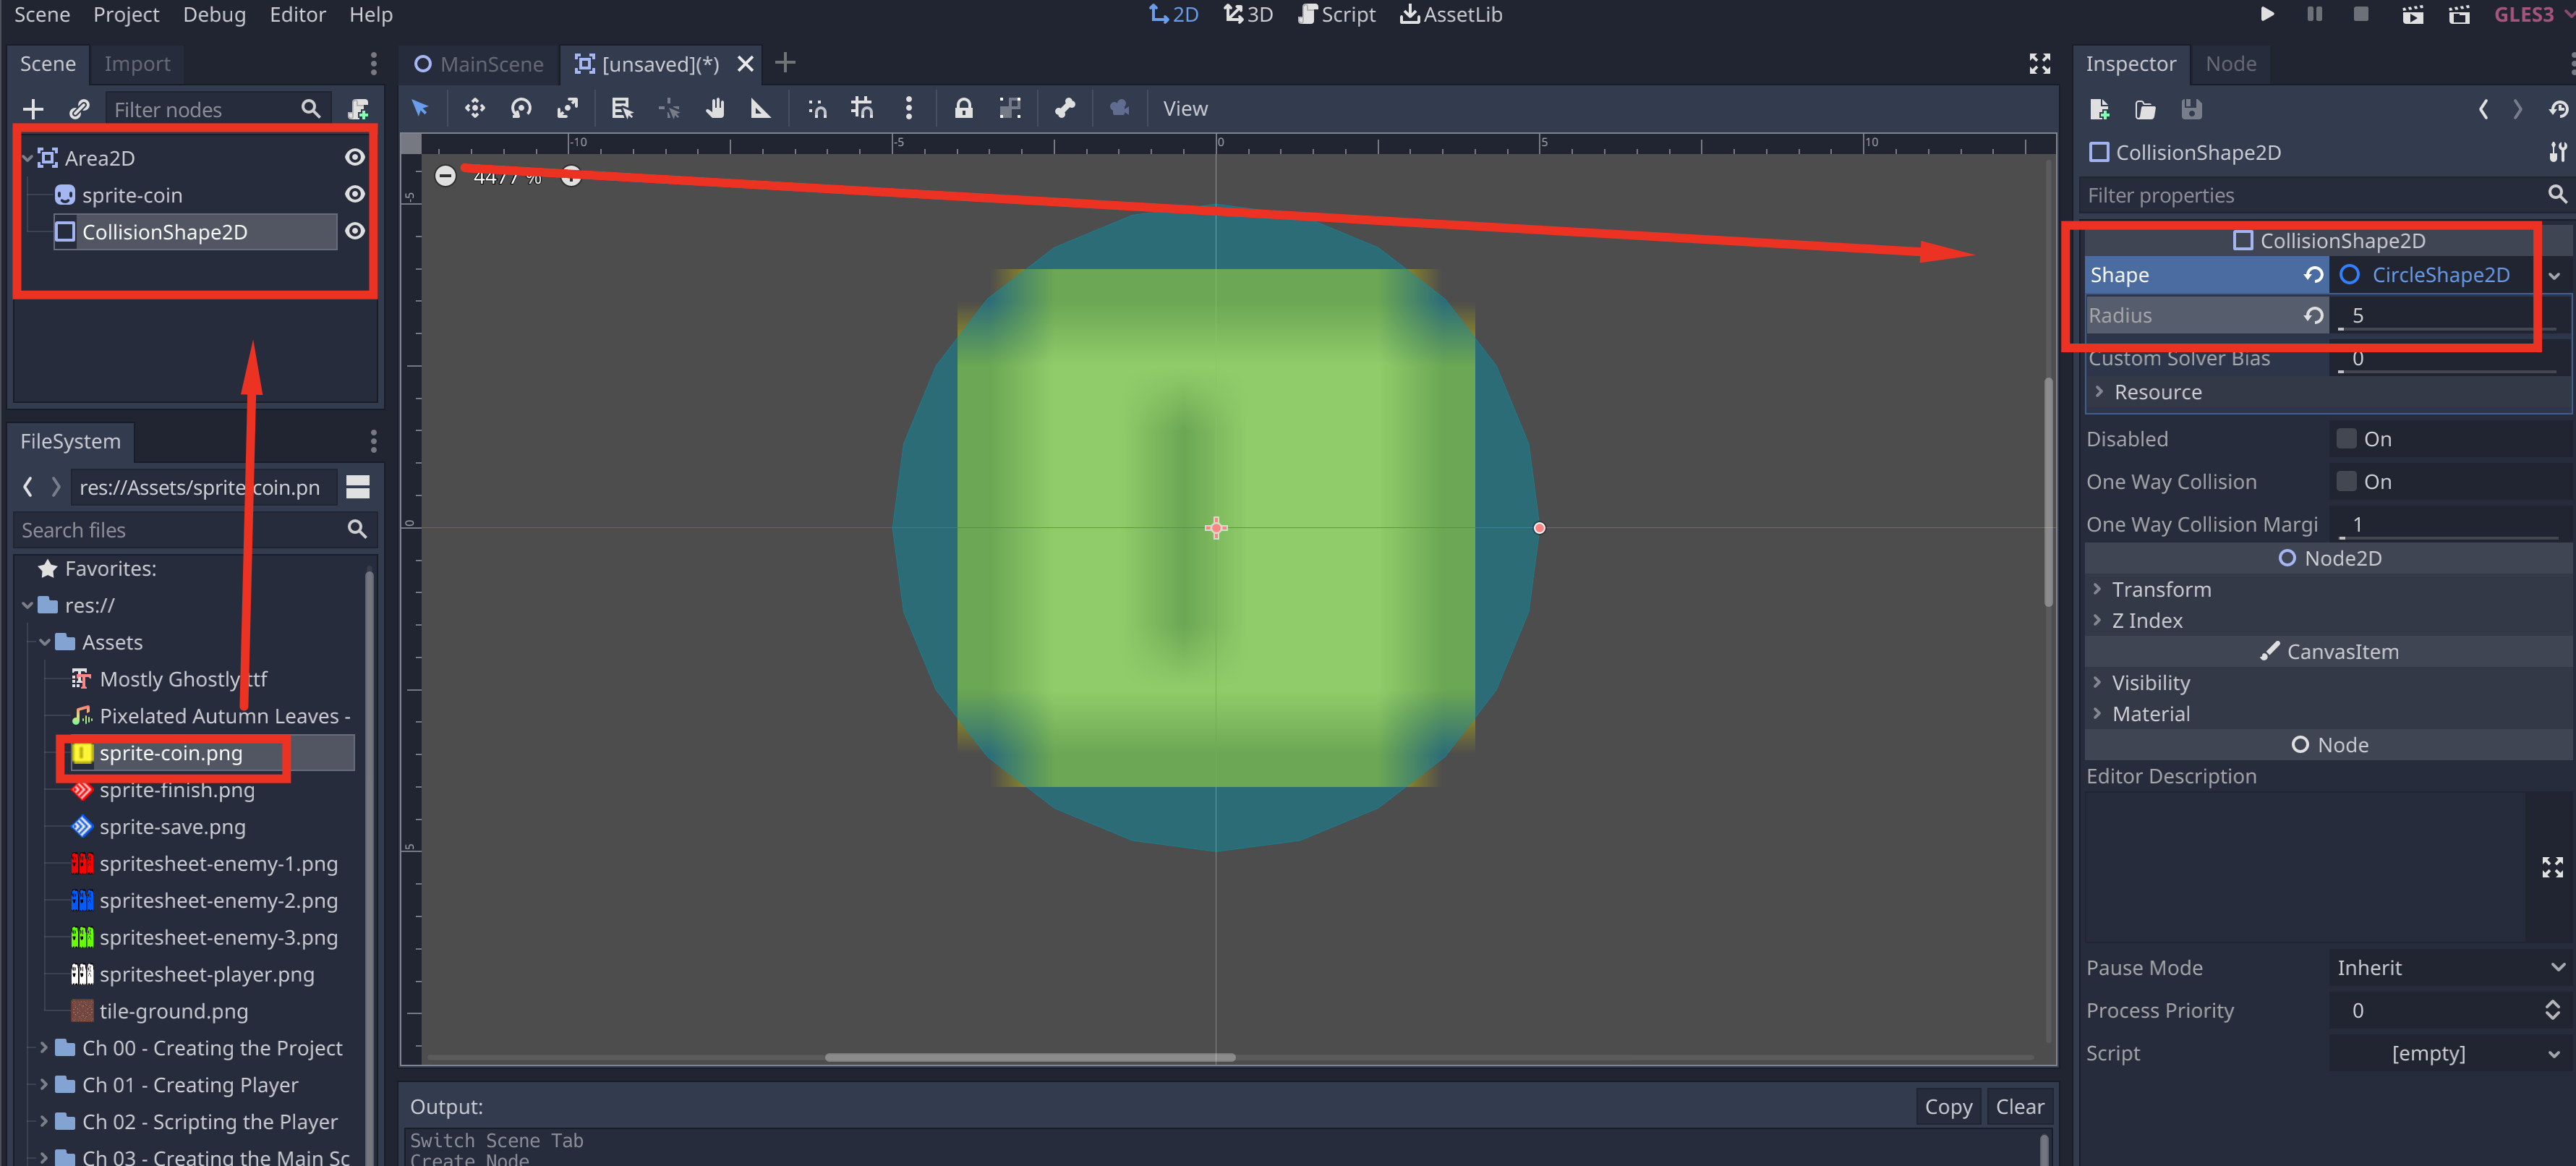 Scene Project Debug Editor Help
2D 3D Script AssetLib
GLES3
Scene Import
Filter nodes
Area2D
sprite-coin
CollisionShape2D
FileSystem
res://Assets/sprite-coin.pn
Search files
Favorites:
res://
Assets
Mostly Ghostly.ttf
Pixelated Autumn Leaves -
sprite-coin.png
sprite-finish.png
sprite-save.png
spritesheet-enemy-1.png
spritesheet-enemy-2.png
spritesheet-enemy-3.png
spritesheet-player.png
tile-ground.png
Ch 00 - Creating the Project
Ch 01 - Creating Player
Ch 02 - Scripting the Player
Ch 03 - Creating the Main Sc
MainScene [unsaved](*)
View
-10 -5 0 5 10
4477 %
-5
0
5
Output: Copy Clear
Switch Scene Tab
Create Node
Inspector Node
CollisionShape2D
Filter properties
CollisionShape2D
Shape CircleShape2D
Radius 5
Custom Solver Bias 0
Resource
Disabled On
One Way Collision On
One Way Collision Margi 1
Node2D
Transform
Z Index
CanvasItem
Visibility
Material
Node
Editor Description
Pause Mode Inherit
Process Priority 0
Script [empty]